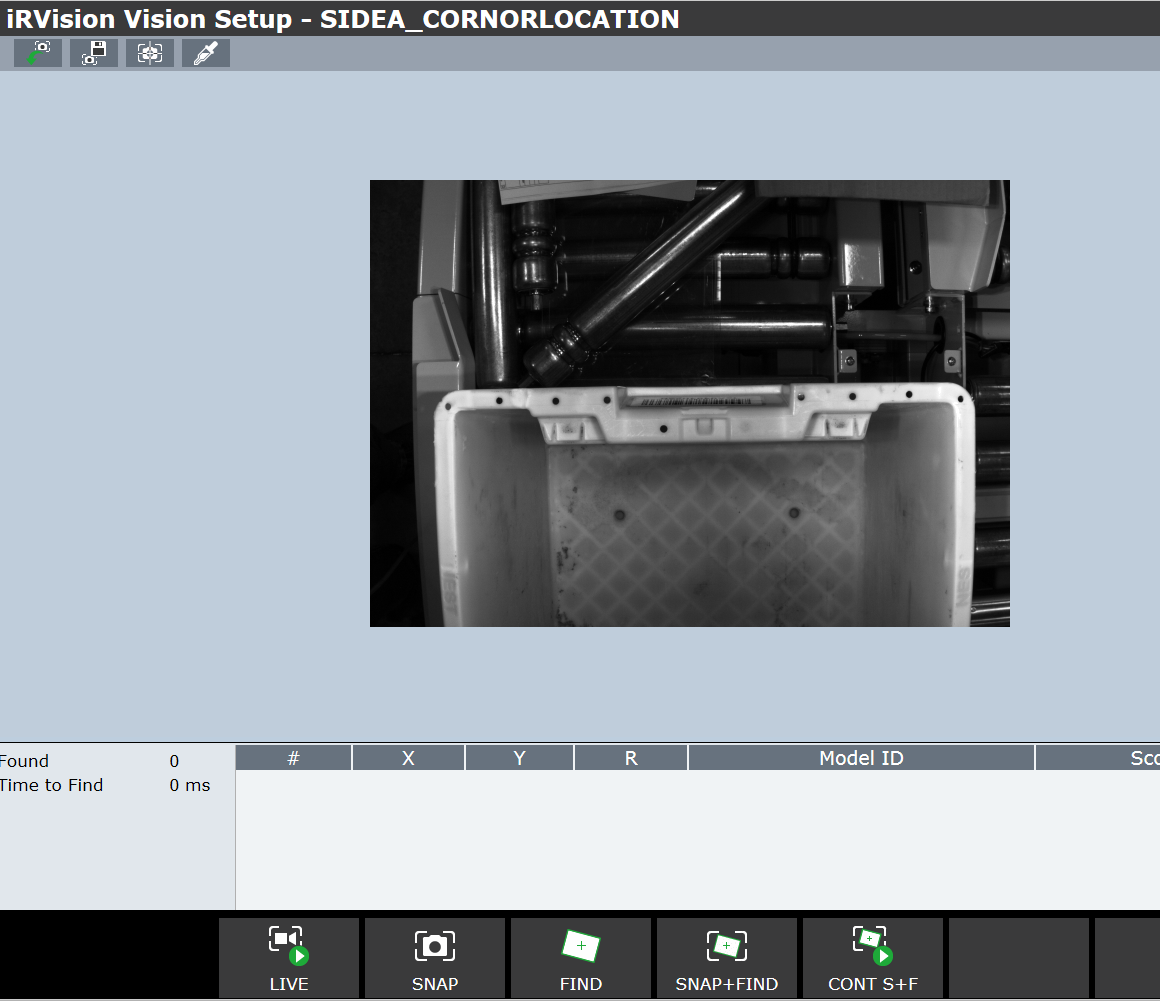 iRVision Vision Setup - SIDEA_CORNORLOCATION
Found 0
Time to Find 0 ms
# X Y R Model ID
LIVE SNAP FIND SNAP+FIND CONT S+F